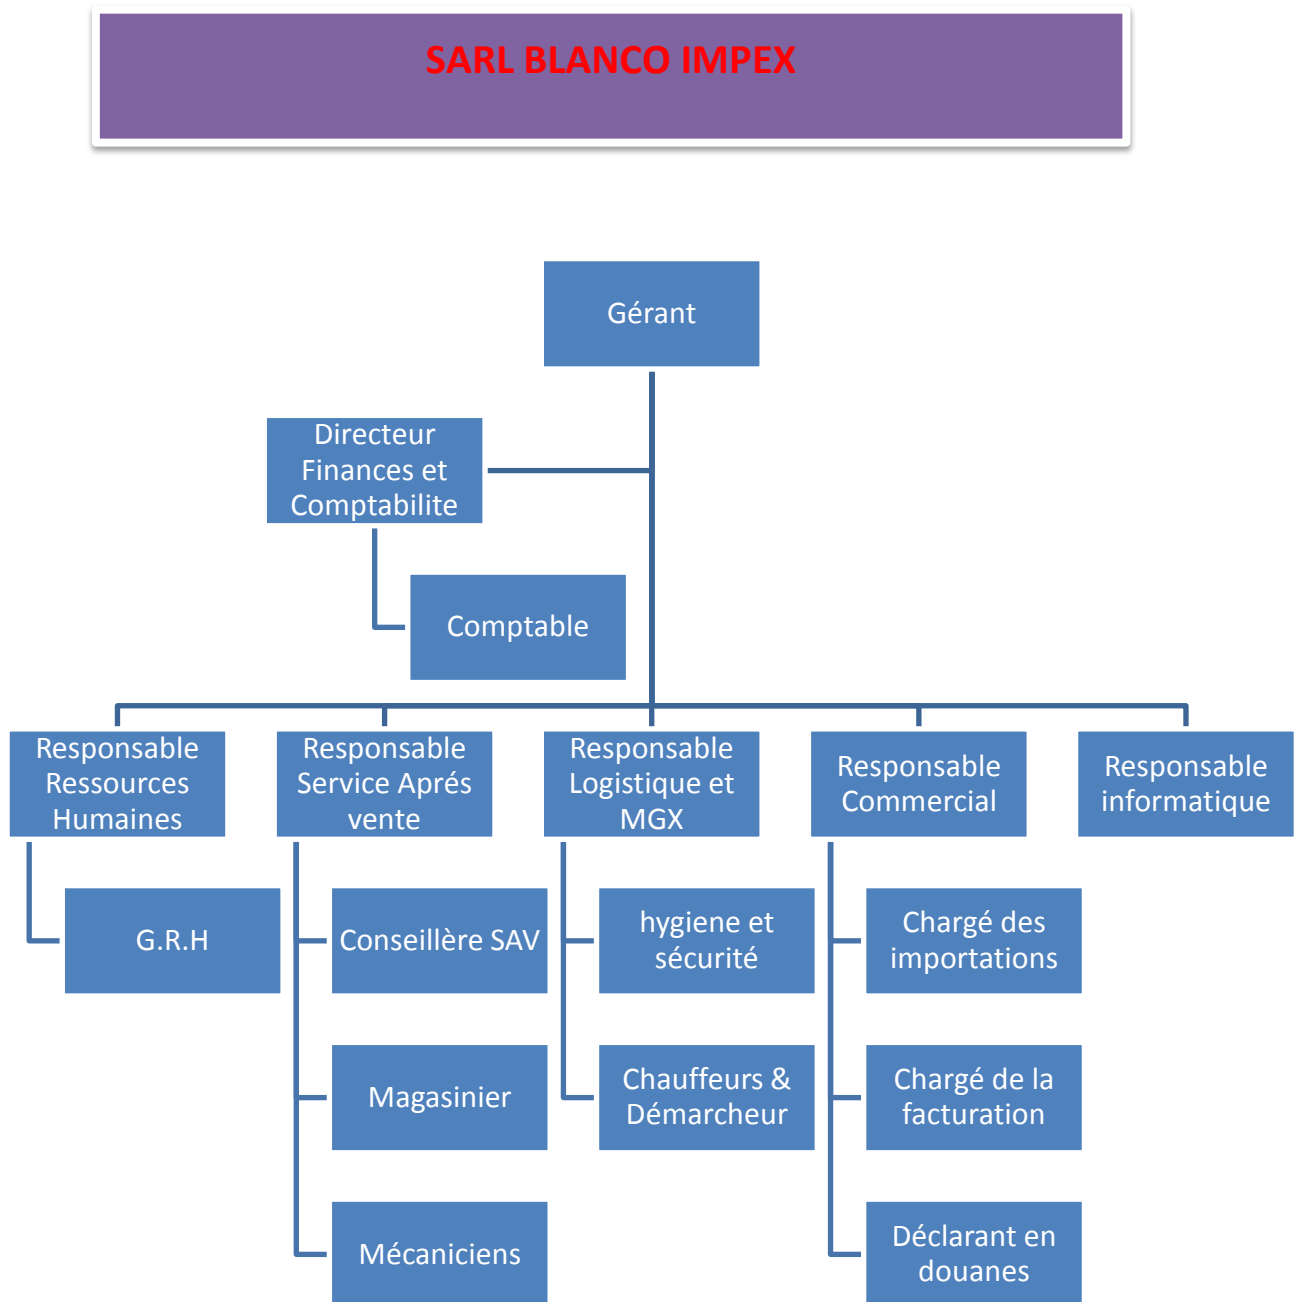 SARL BLANCO IMPEX
Gérant
Directeur
Finances et
Comptabilite
Comptable
Responsable
Ressources
Humaines
Responsable
Service Aprés
vente
Responsable
Logistique et
MGX
Responsable
Commercial
Responsable
informatique
G.R.H
Conseillère SAV
hygiene et
sécurité
Chargé des
importations
Magasinier
Chauffeurs &
Démarcheur
Chargé de la
facturation
Mécaniciens
Déclarant en
douanes